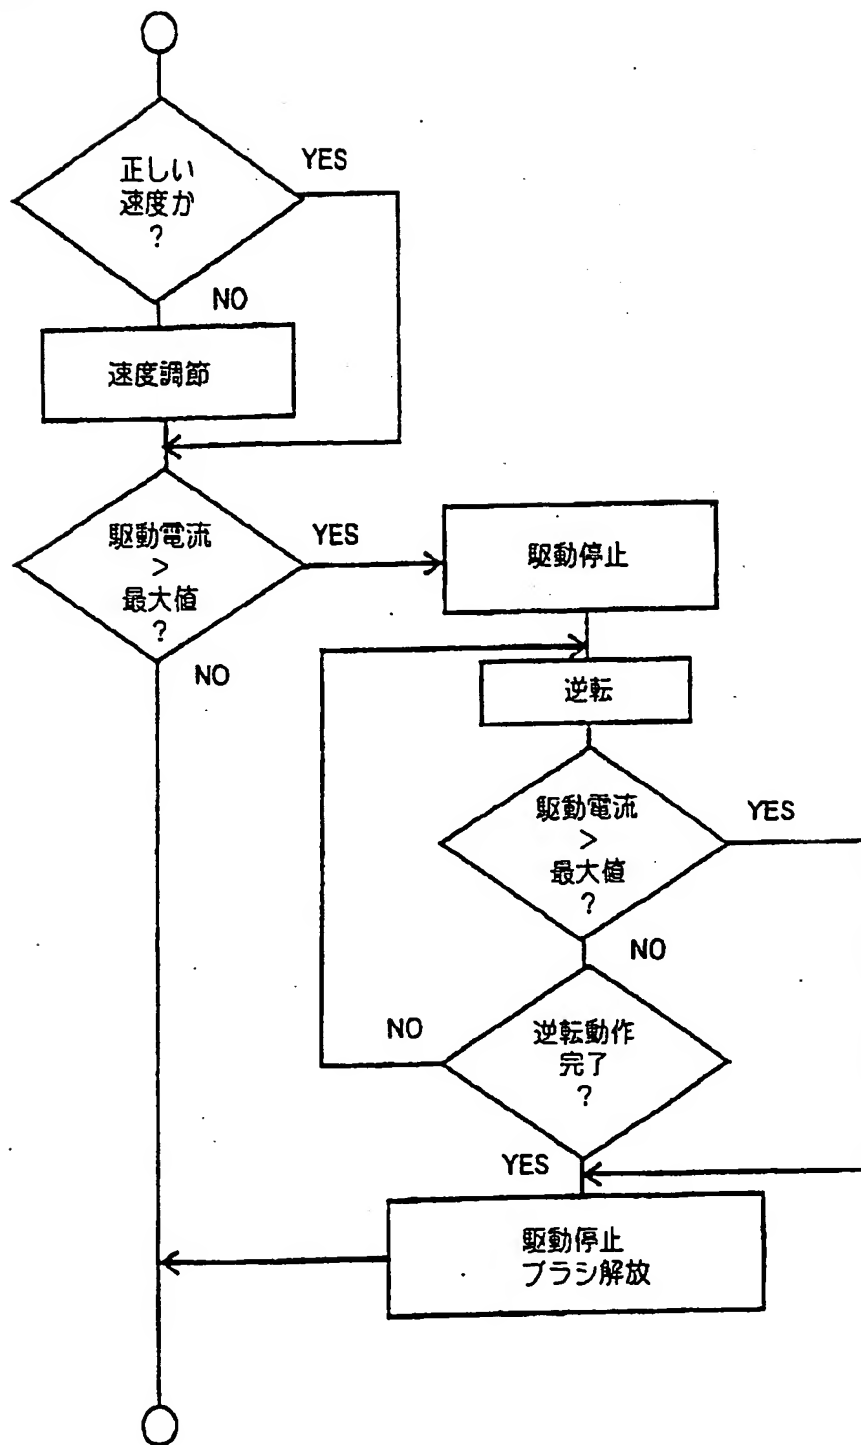 正しい
速度か
?
YES
NO
速度調節
駆動電流
>
最大値
?
YES
NO
駆動停止
逆転
駆動電流
>
最大値
?
YES
NO
逆転動作
完了
?
NO
YES
駆動停止
ブラシ解放